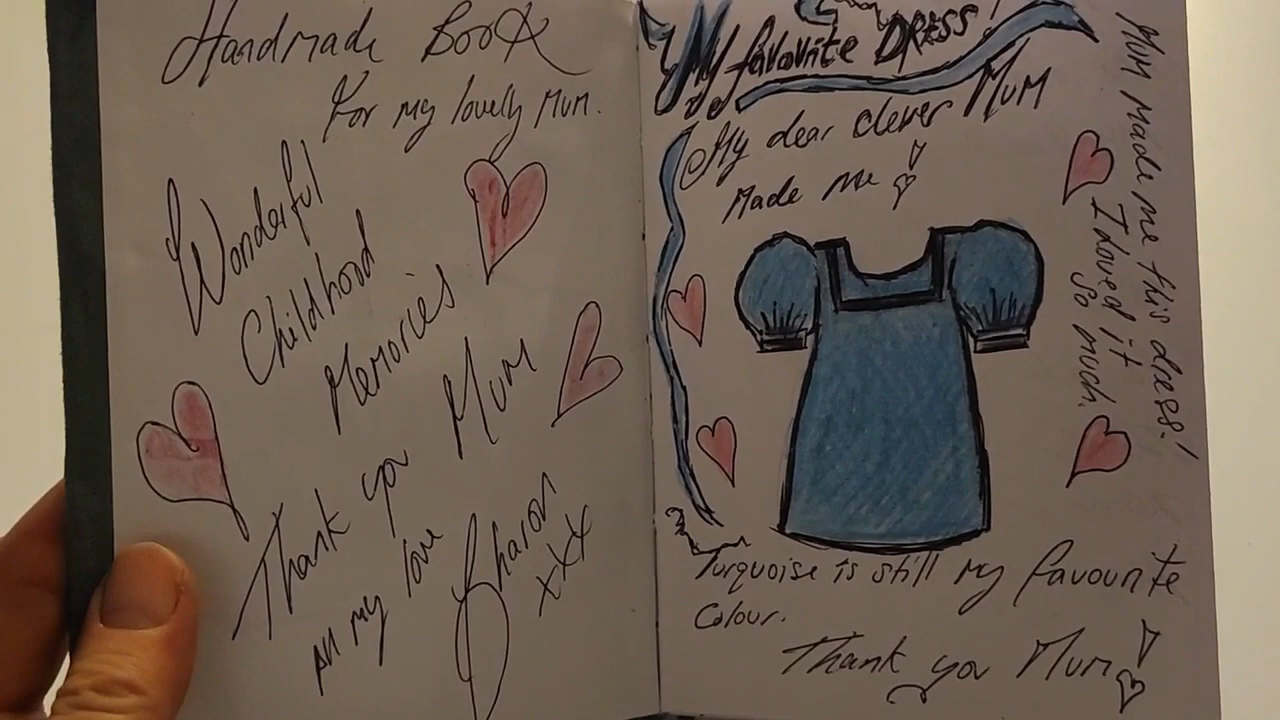 Handmade Book
For my lovely Mum.
Wonderful
Childhood
Memories
Thank you Mum
All my love
Sharon
xxx
My favourite DRESS!
My dear clever Mum
Made me!
Mum made me this dress!
I loved it
so much.
Turquoise is still my favourite
Colour.
Thank you Mum!